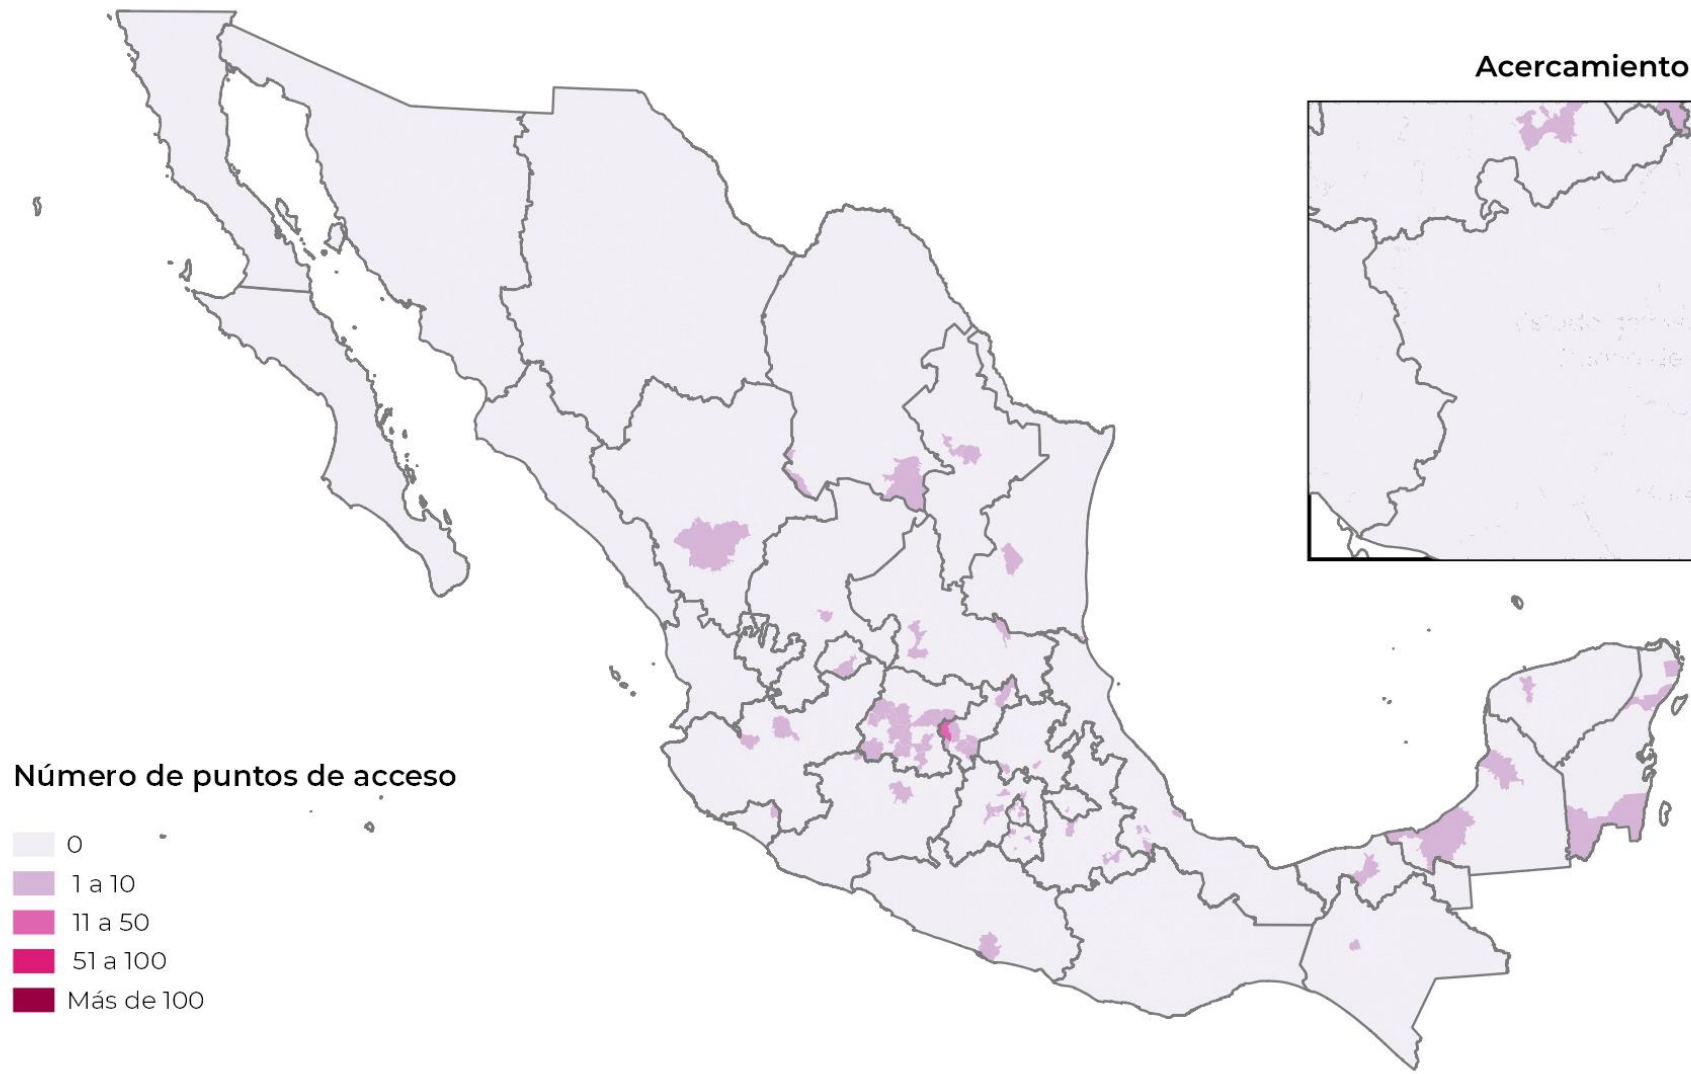 Acercamiento
Número de puntos de acceso
0
1 a 10
11 a 50
51 a 100
Más de 100